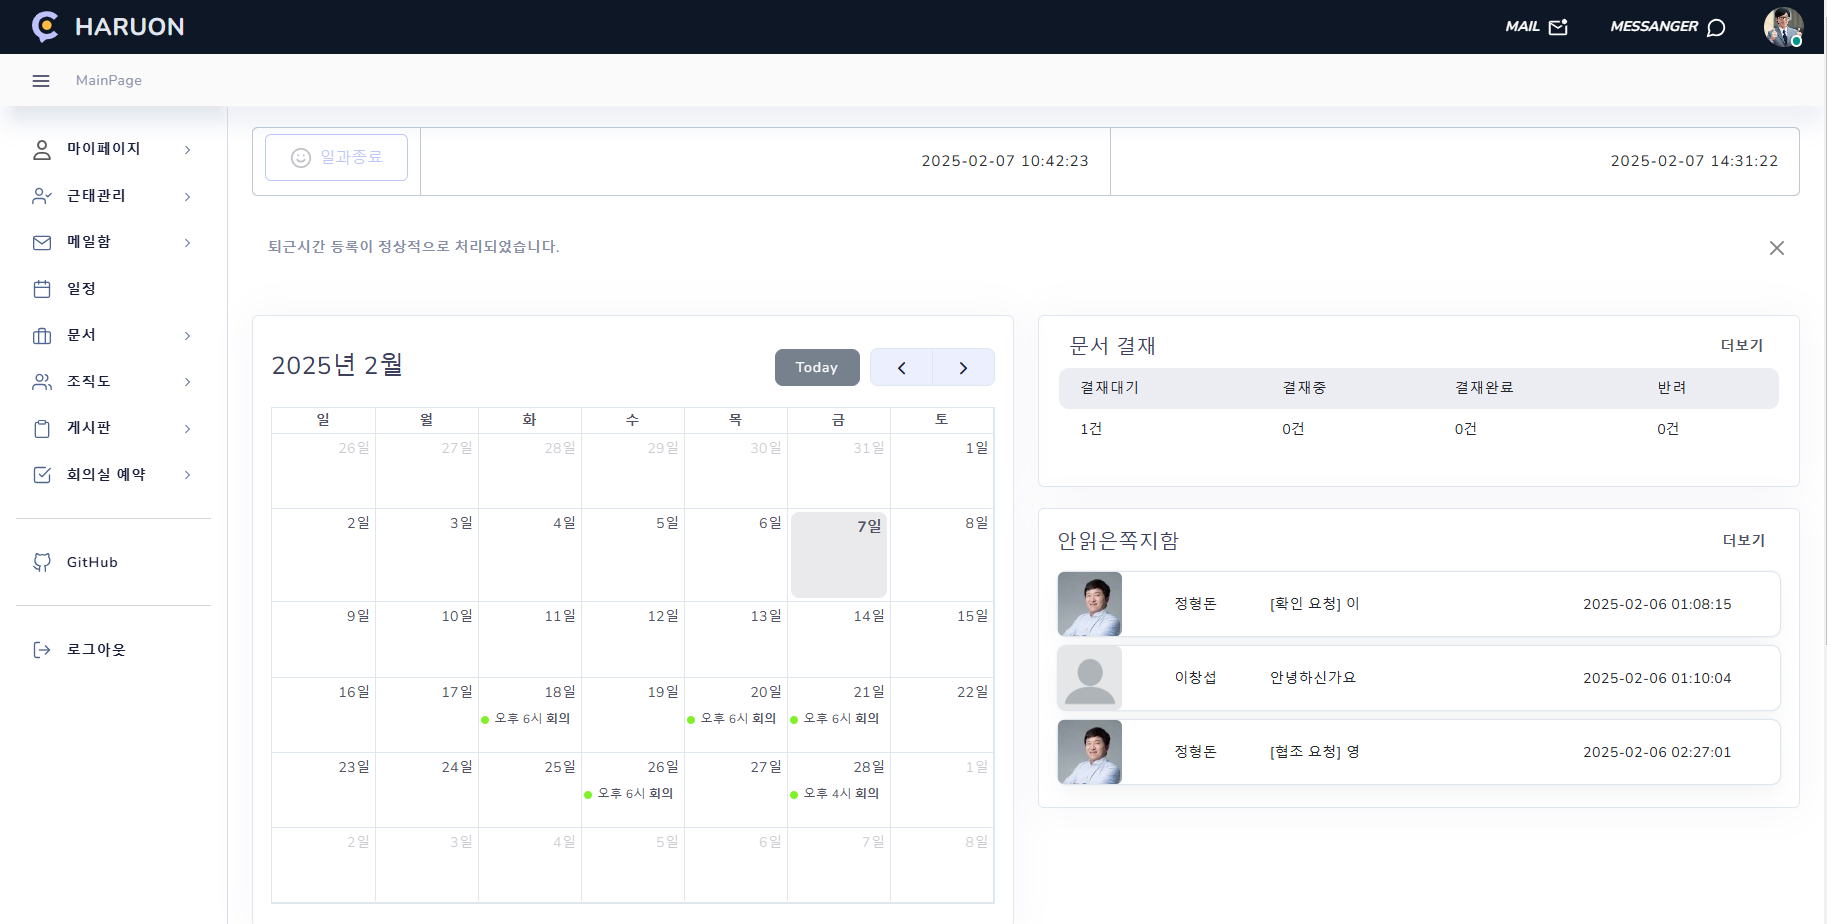 HARUON
MAIL
MESSANGER
MainPage
마이페이지
근태관리
메일함
일정
문서
조직도
게시판
회의실 예약
GitHub
로그아웃
일과종료
2025-02-07 10:42:23
2025-02-07 14:31:22
퇴근시간 등록이 정상적으로 처리되었습니다.
2025년 2월
Today
일 월 화 수 목 금 토
26일 27일 28일 29일 30일 31일 1일
2일 3일 4일 5일 6일 7일 8일
9일 10일 11일 12일 13일 14일 15일
16일 17일 18일 19일 20일 21일 22일
오후 6시 회의 오후 6시 회의 오후 6시 회의
23일 24일 25일 26일 27일 28일 1일
오후 6시 회의 오후 4시 회의
2일 3일 4일 5일 6일 7일 8일
문서 결재 더보기
결재대기 결재중 결재완료 반려
1건 0건 0건 0건
안읽은쪽지함 더보기
정형돈 [확인 요청] 이 2025-02-06 01:08:15
이창섭 안녕하신가요 2025-02-06 01:10:04
정형돈 [협조 요청] 영 2025-02-06 02:27:01